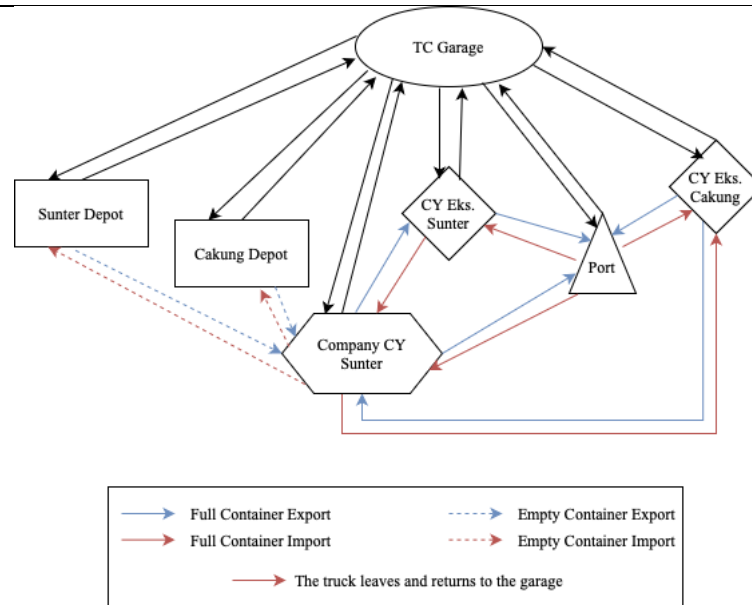 TC Garage
CY Eks.
Cakung
Sunter Depot
CY Eks.
Sunter
Cakung Depot
Port
Company CY
Sunter
Full Container Export
Empty Container Export
Full Container Import
Empty Container Import
The truck leaves and returns to the garage